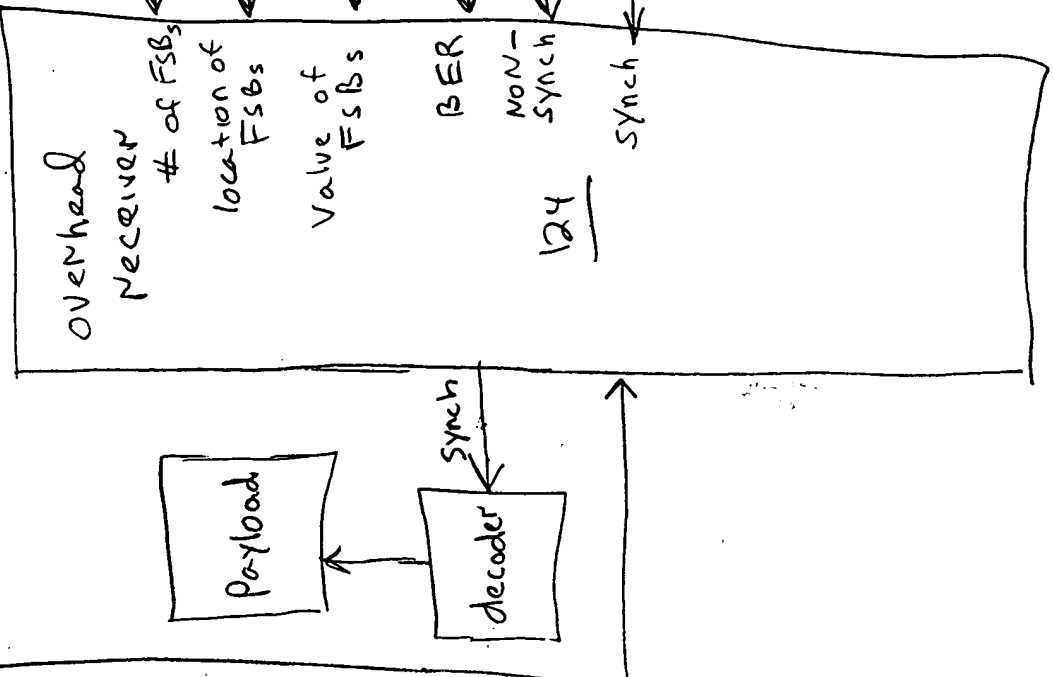 overhead
receiver
# of FSBs
location of
FSBs
Value of
FSBs
BER
NON-
synch
synch
124
synch
Payload
decoder